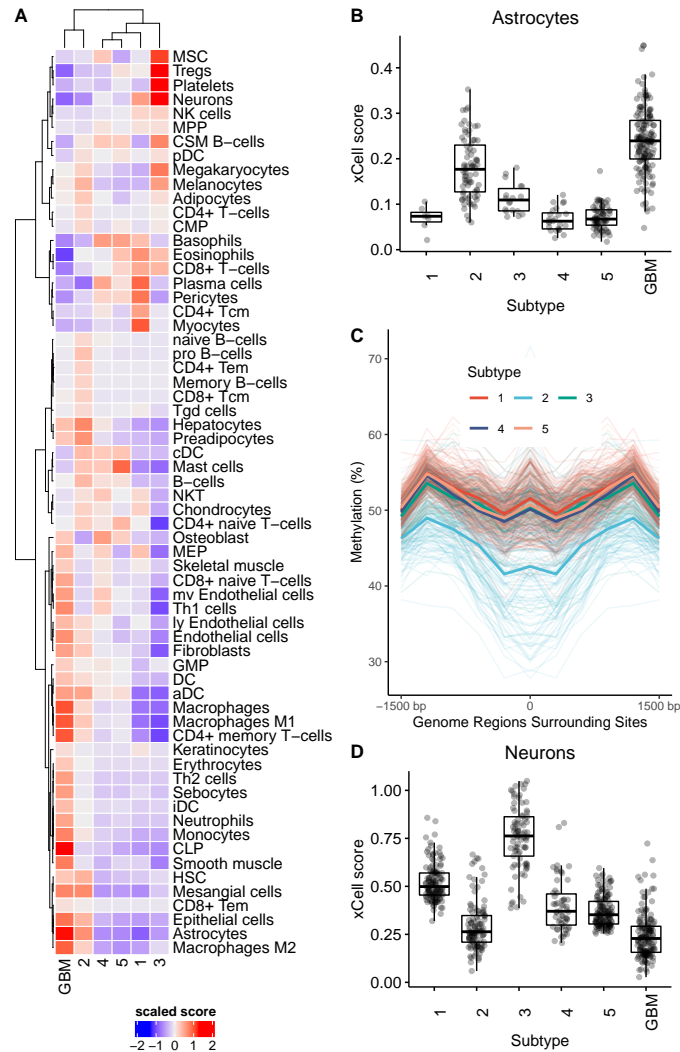 A
MSC
Tregs
Platelets
Neurons
NK cells
MPP
CSM B-cells
pDC
Megakaryocytes
Melanocytes
Adipocytes
CD4+ T-cells
CMP
Basophils
Eosinophils
CD8+ T-cells
Plasma cells
Pericytes
CD4+ Tcm
Myocytes
naive B-cells
pro B-cells
CD4+ Tem
Memory B-cells
CD8+ Tcm
Tgd cells
Hepatocytes
Preadipocytes
cDC
Mast cells
B-cells
NKT
Chondrocytes
CD4+ naive T-cells
Osteoblast
MEP
Skeletal muscle
CD8+ naive T-cells
mv Endothelial cells
Th1 cells
ly Endothelial cells
Endothelial cells
Fibroblasts
GMP
DC
aDC
Macrophages
Macrophages M1
CD4+ memory T-cells
Keratinocytes
Erythrocytes
Th2 cells
Sebocytes
iDC
Neutrophils
Monocytes
CLP
Smooth muscle
HSC
Mesangial cells
CD8+ Tem
Epithelial cells
Astrocytes
Macrophages M2
GBM 2 4 5 1 3
scaled score
−2 −1 0 1 2
B
Astrocytes
xCell score
0.4
0.3
0.2
0.1
0.0
1 2 3 4 5 GBM
Subtype
C
Methylation (%)
70
60
50
40
30
Subtype
1 2 3
4 5
−1500 bp 0 1500 bp
Genome Regions Surrounding Sites
D
Neurons
xCell score
1.00
0.75
0.50
0.25
0.00
1 2 3 4 5 GBM
Subtype